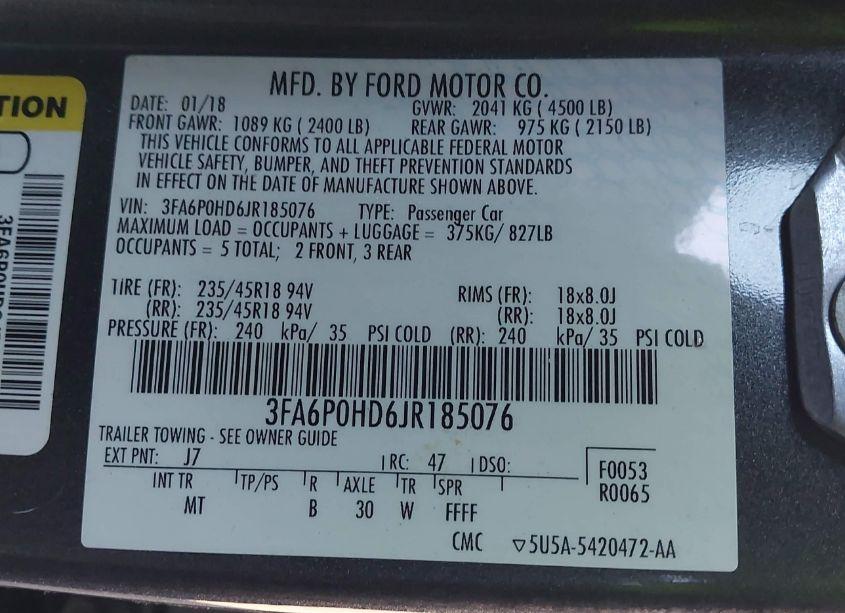 TION
MFD. BY FORD MOTOR CO.
DATE: 01/18 GVWR: 2041 KG ( 4500 LB)
FRONT GAWR: 1089 KG ( 2400 LB) REAR GAWR: 975 KG ( 2150 LB)
THIS VEHICLE CONFORMS TO ALL APPLICABLE FEDERAL MOTOR
VEHICLE SAFETY, BUMPER, AND THEFT PREVENTION STANDARDS
IN EFFECT ON THE DATE OF MANUFACTURE SHOWN ABOVE.
VIN: 3FA6P0HD6JR185076 TYPE: Passenger Car
MAXIMUM LOAD = OCCUPANTS + LUGGAGE = 375KG/ 827LB
OCCUPANTS = 5 TOTAL; 2 FRONT, 3 REAR
TIRE (FR): 235/45R18 94V RIMS (FR): 18x8.0J
(RR): 235/45R18 94V (RR): 18x8.0J
PRESSURE (FR): 240 kPa/ 35 PSI COLD (RR): 240 kPa/ 35 PSI COLD
3FA6P0HD6JR185076
TRAILER TOWING - SEE OWNER GUIDE
EXT PNT: J7 RC: 47 DSO: F0053
R0065
INT TR TP/PS R AXLE TR SPR
MT B 30 W FFFF
CMC ▽5U5A-5420472-AA